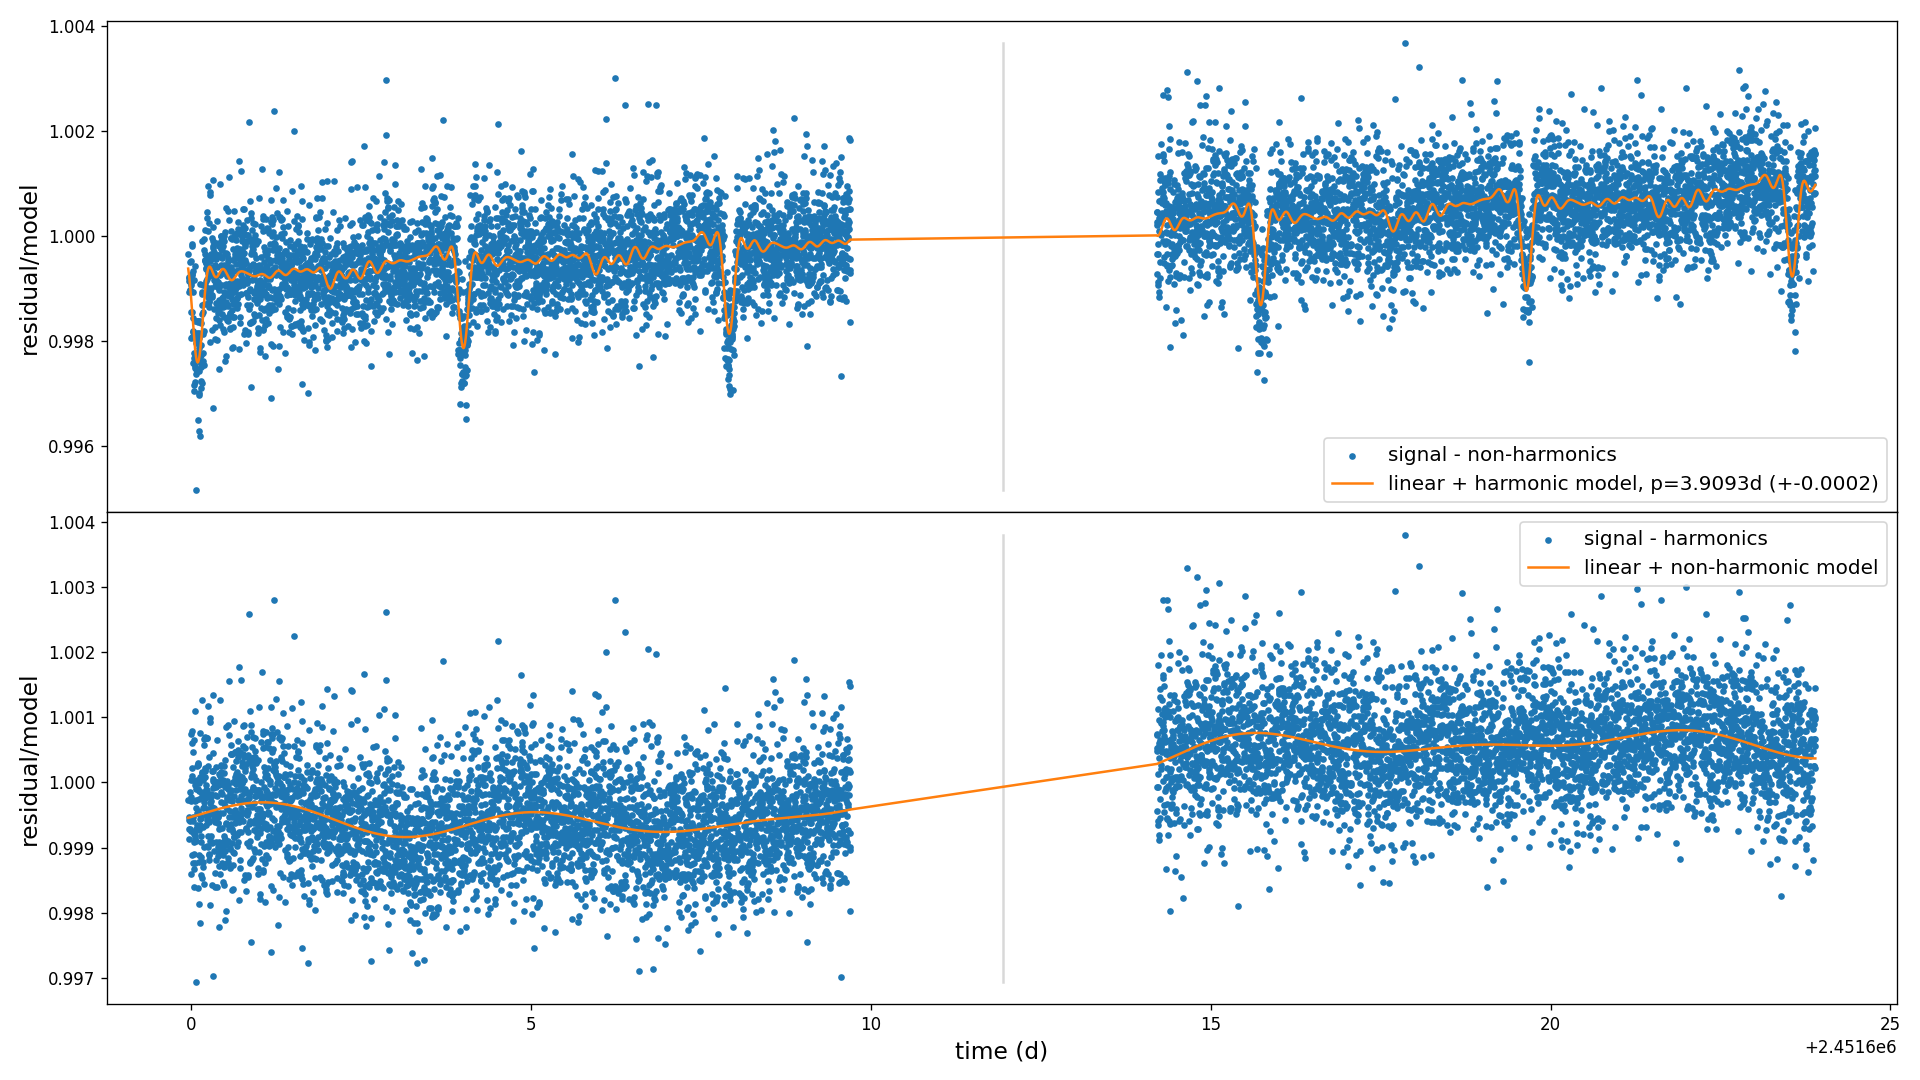 1.004
1.002
1.000
0.998
0.996
residual/model
signal - non-harmonics
linear + harmonic model, p=3.9093d (+-0.0002)
1.004
1.003
1.002
1.001
1.000
0.999
0.998
0.997
residual/model
signal - harmonics
linear + non-harmonic model
0 5 10 15 20 25
time (d)
+2.4516e6